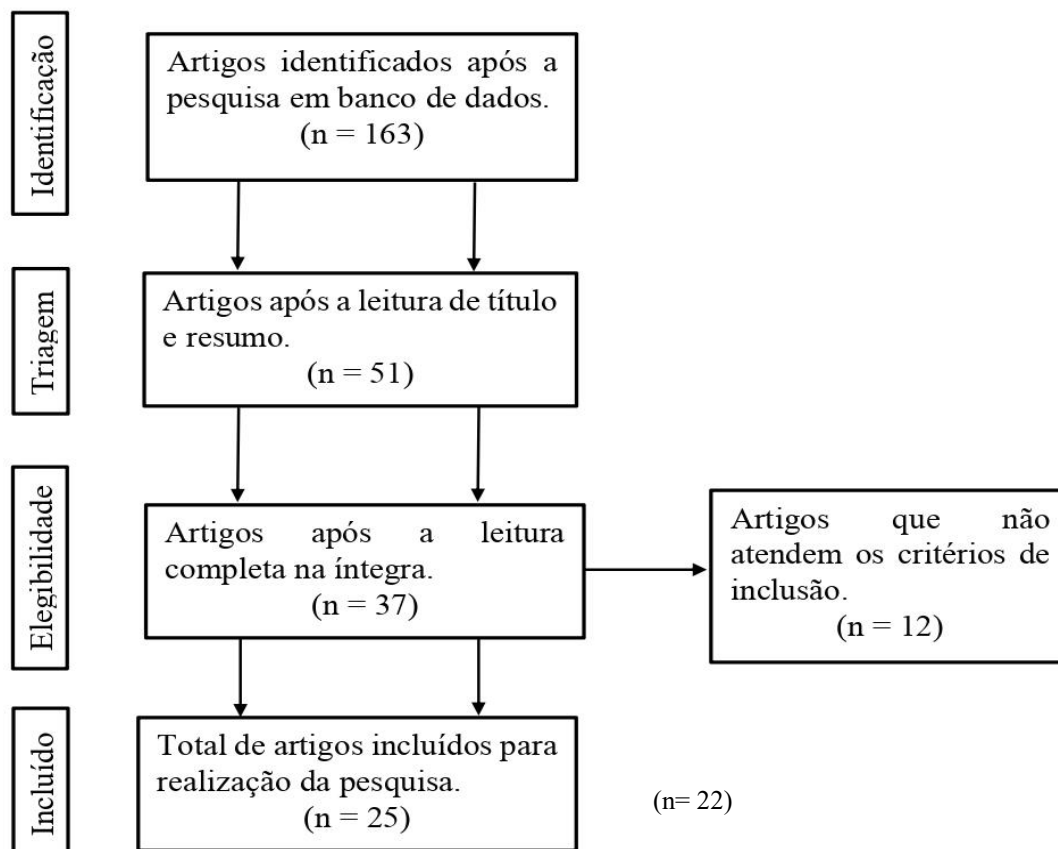 Identificação
Artigos identificados após a
pesquisa em banco de dados.
(n = 163)
Triagem
Artigos após a leitura de título
e resumo.
(n = 51)
Elegibilidade
Artigos após a leitura
completa na íntegra.
(n = 37)
Artigos que não
atendem os critérios de
inclusão.
(n = 12)
Incluído
Total de artigos incluídos para
realização da pesquisa.
(n = 25)
(n= 22)